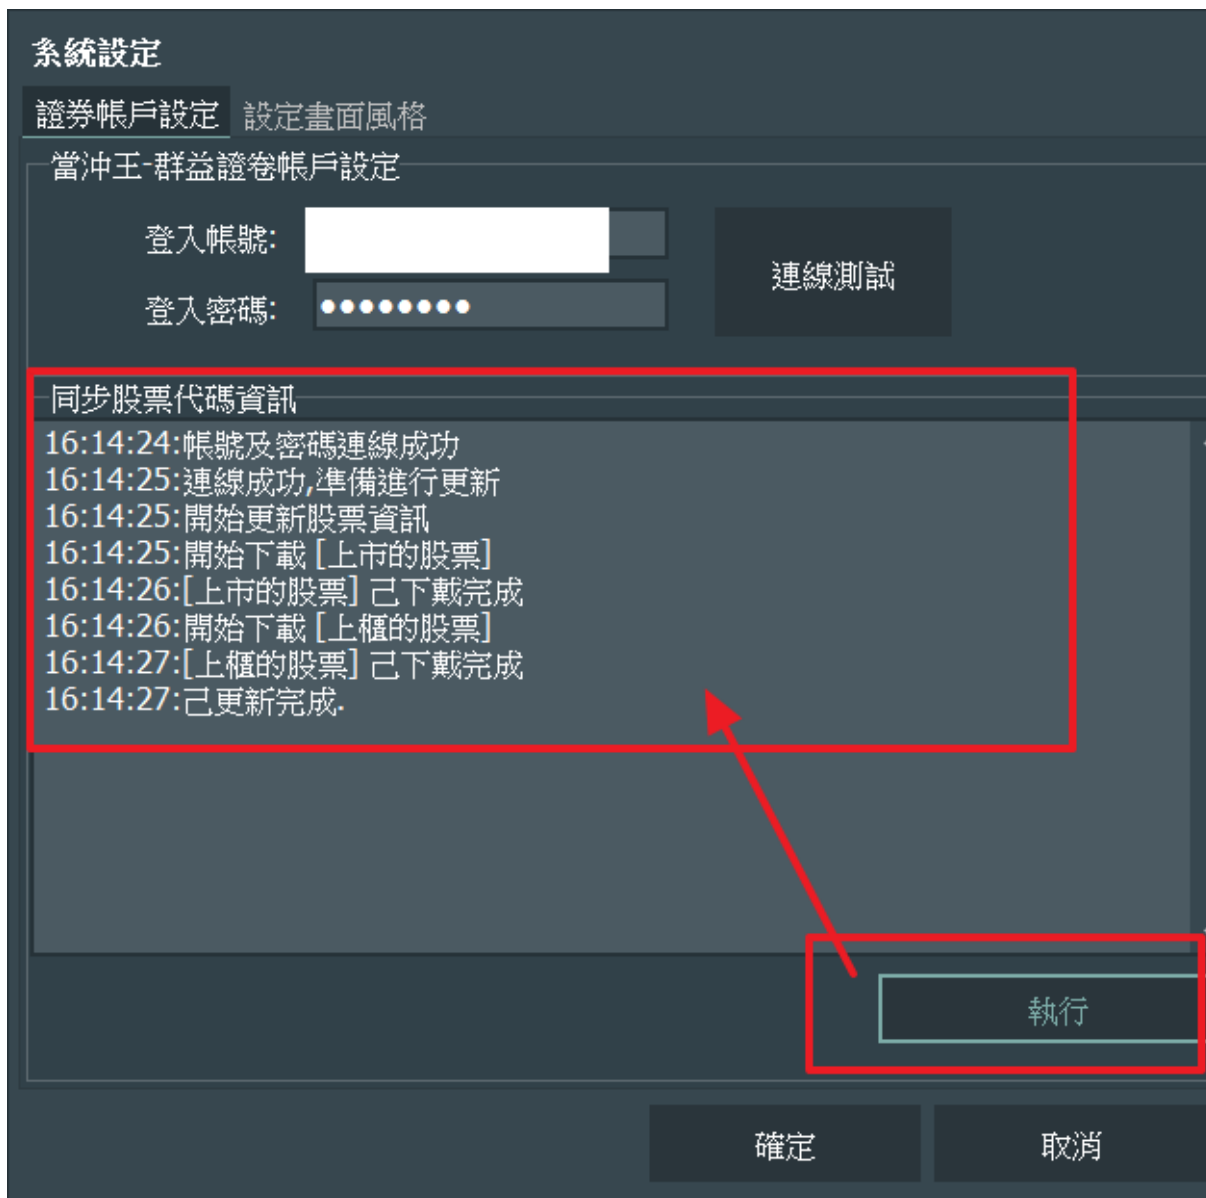 系統設定
證券帳戶設定 設定畫面風格
當沖王-群益證卷帳戶設定
登入帳號:
連線測試
登入密碼: ●●●●●●●●
同步股票代碼資訊
16:14:24:帳號及密碼連線成功
16:14:25:連線成功,準備進行更新
16:14:25:開始更新股票資訊
16:14:25:開始下載 [上市的股票]
16:14:26:[上市的股票] 己下戴完成
16:14:26:開始下載 [上櫃的股票]
16:14:27:[上櫃的股票] 己下戴完成
16:14:27:己更新完成.
執行
確定 取消